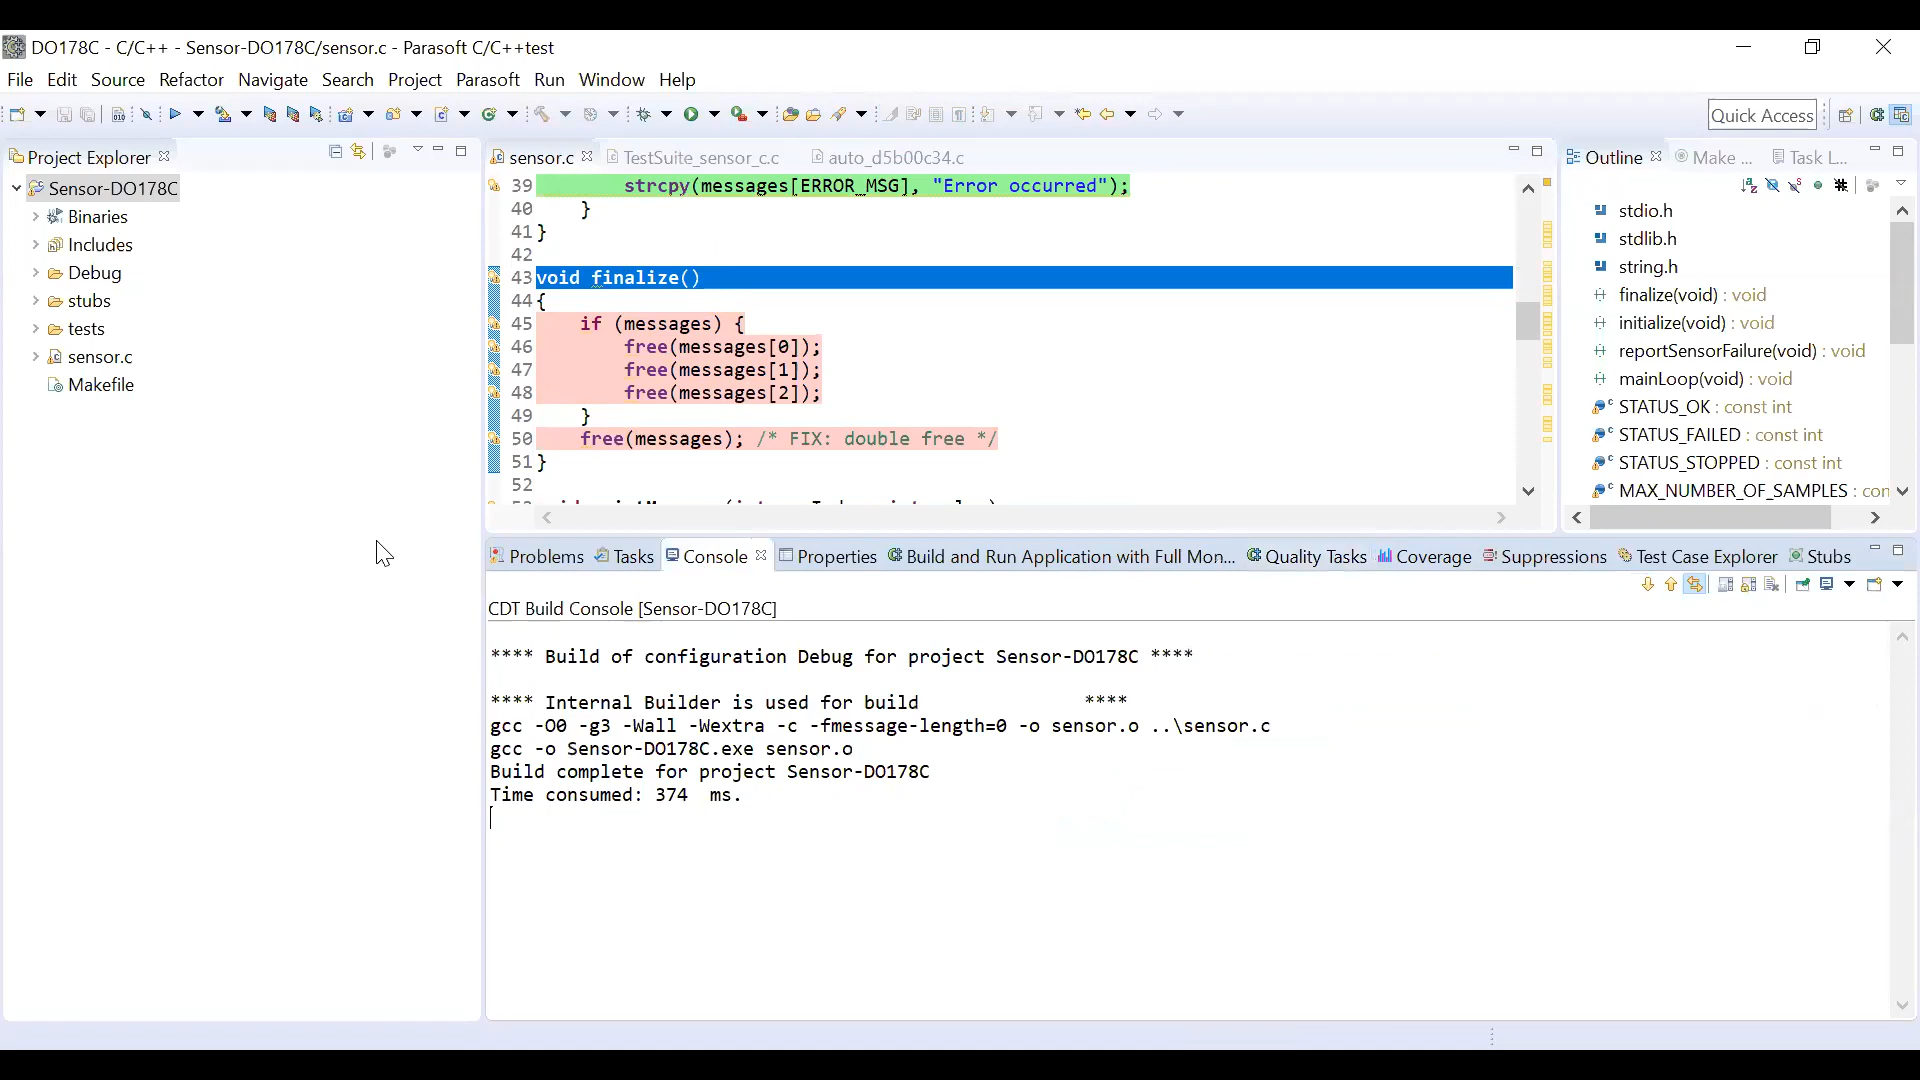 DO178C - C/C++ - Sensor-DO178C/sensor.c - Parasoft C/C++test
File Edit Source Refactor Navigate Search Project Parasoft Run Window Help
Quick Access
Project Explorer
Sensor-DO178C
Binaries
Includes
Debug
stubs
tests
sensor.c
Makefile
sensor.c TestSuite_sensor_c.c auto_d5b00c34.c
39 strcpy(messages[ERROR_MSG], "Error occurred");
40 }
41 }
42
43 void finalize()
44 {
45 if (messages) {
46 free(messages[0]);
47 free(messages[1]);
48 free(messages[2]);
49 }
50 free(messages); /* FIX: double free */
51 }
52
Outline Make ... Task L...
stdio.h
stdlib.h
string.h
finalize(void) : void
initialize(void) : void
reportSensorFailure(void) : void
mainLoop(void) : void
STATUS_OK : const int
STATUS_FAILED : const int
STATUS_STOPPED : const int
MAX_NUMBER_OF_SAMPLES : con
Problems Tasks Console Properties Build and Run Application with Full Mon... Quality Tasks Coverage Suppressions Test Case Explorer Stubs
CDT Build Console [Sensor-DO178C]
**** Build of configuration Debug for project Sensor-DO178C ****
**** Internal Builder is used for build ****
gcc -O0 -g3 -Wall -Wextra -c -fmessage-length=0 -o sensor.o ..\sensor.c
gcc -o Sensor-DO178C.exe sensor.o
Build complete for project Sensor-DO178C
Time consumed: 374 ms.